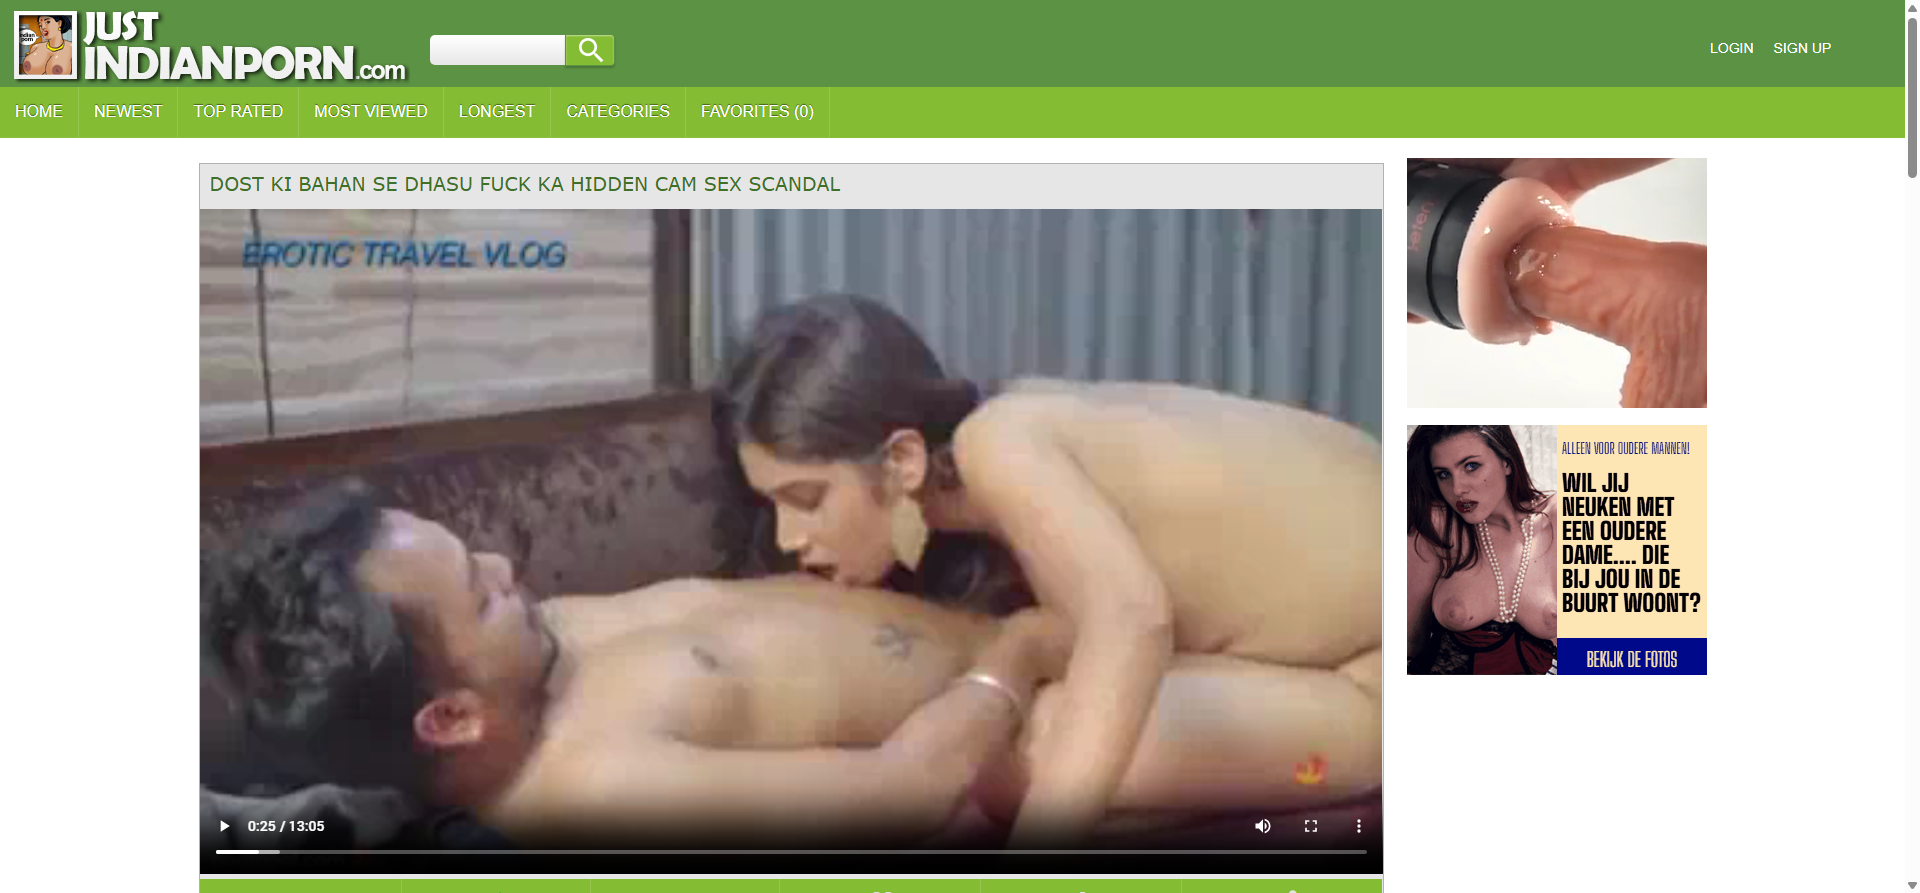 JUST
INDIANPORN.com
LOGIN SIGN UP
HOME NEWEST TOP RATED MOST VIEWED LONGEST CATEGORIES FAVORITES (0)
DOST KI BAHAN SE DHASU FUCK KA HIDDEN CAM SEX SCANDAL
EROTIC TRAVEL VLOG
0:25 / 13:05
ALLEEN VOOR OUDERE MANNEN!
WIL JIJ
NEUKEN MET
EEN OUDERE
DAME.... DIE
BIJ JOU IN DE
BUURT WOONT?
BEKIJK DE FOTOS